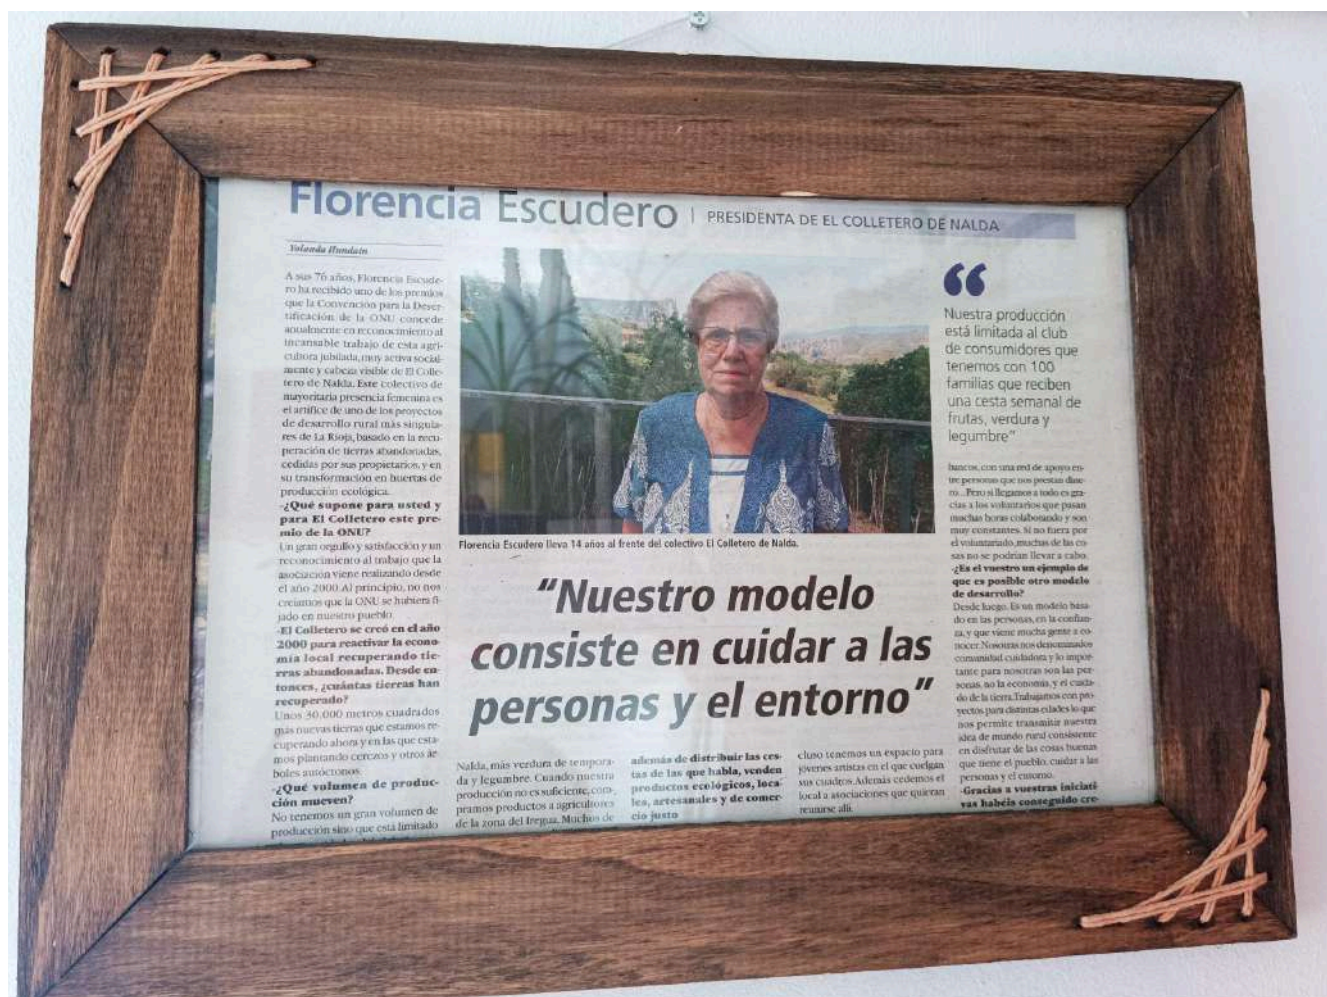 Florencia Escudero | PRESIDENTA DE EL COLLETERO DE NALDA
Yolanda Ilundain
A sus 76 años, Florencia Escude-
ro ha recibido uno de los premios
que la Convención para la Deser-
tificación de la ONU concede
anualmente en reconocimiento al
incansable trabajo de esta agri-
cultora jubilada, muy activa social-
mente y cabeza visible de El Colle-
tero de Nalda. Este colectivo de
mayoritaria presencia femenina es
el artífice de uno de los proyectos
de desarrollo rural más singula-
res de La Rioja, basado en la recu-
peración de tierras abandonadas,
cedidas por sus propietarios, y en
su transformación en huertas de
producción ecológica.
-¿Qué supone para usted y
para El Colletero este pre-
mio de la ONU?
Un gran orgullo y satisfacción y un
reconocimiento al trabajo que la
asociación viene realizando desde
el año 2000. Al principio, no nos
creíamos que la ONU se hubiera fi-
jado en nuestro pueblo.
-El Colletero se creó en el año
2000 para reactivar la econo-
mía local recuperando tie-
rras abandonadas. Desde en-
tonces, ¿cuántas tierras han
recuperado?
Unos 30.000 metros cuadrados
más nuevas tierras que estamos re-
cuperando ahora y en las que esta-
mos plantando cerezos y otros ár-
boles autóctonos.
-¿Qué volumen de produc-
ción mueven?
No tenemos un gran volumen de
producción sino que está limitado
Florencia Escudero lleva 14 años al frente del colectivo El Colletero de Nalda.
“Nuestro modelo
consiste en cuidar a las
personas y el entorno”
Nalda, más verdura de tempora-
da y legumbre. Cuando nuestra
producción no es suficiente, com-
pramos productos a agricultores
de la zona del Iregua. Muchos de
además de distribuir las ces-
tas de las que habla, venden
productos ecológicos, loca-
les, artesanales y de comer-
cio justo
cluso tenemos un espacio para
jóvenes artistas en el que cuelgan
sus cuadros. Además cedemos el
local a asociaciones que quieran
reunirse allí.
“
Nuestra producción
está limitada al club
de consumidores que
tenemos con 100
familias que reciben
una cesta semanal de
frutas, verdura y
legumbre”
bancos, con una red de apoyo en-
tre personas que nos prestan dine-
ro... Pero si llegamos a todo es gra-
cias a los voluntarios que pasan
muchas horas colaborando y son
muy constantes. Si no fuera por
el voluntariado, muchas de las co-
sas no se podrían llevar a cabo.
-¿Es el vuestro un ejemplo de
que es posible otro modelo
de desarrollo?
Desde luego. Es un modelo basa-
do en las personas, en la confian-
za, y que viene mucha gente a co-
nocer. Nosotras nos denominamos
comunidad cuidadora y lo impor-
tante para nosotras son las per-
sonas, no la economía, y el cuida-
do de la tierra. Trabajamos con pro-
yectos para distintas edades lo que
nos permite transmitir nuestra
idea de mundo rural consistente
en disfrutar de las cosas buenas
que tiene el pueblo, cuidar a las
personas y el entorno.
-Gracias a vuestras iniciati-
vas habéis conseguido cre-